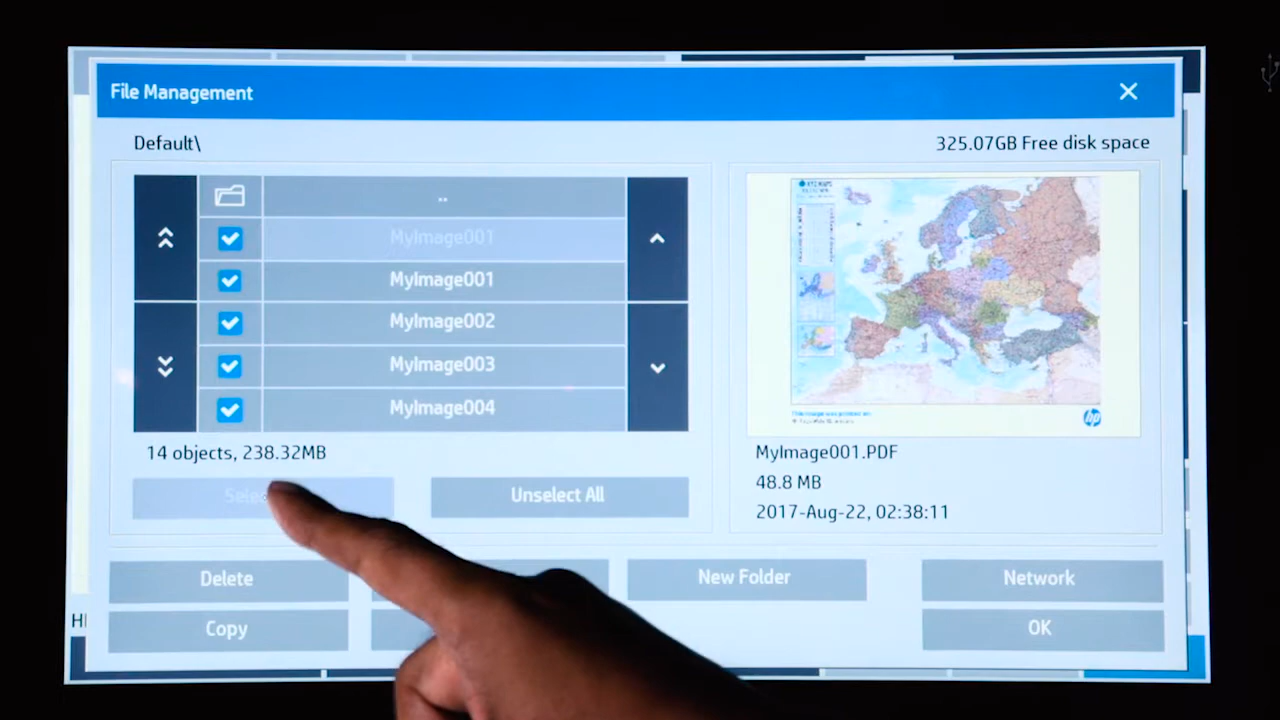 File Management
Default\
325.07GB Free disk space
..
MyImage001
MyImage001
MyImage002
MyImage003
MyImage004
14 objects, 238.32MB
Unselect All
hp
MyImage001.PDF
48.8 MB
2017-Aug-22, 02:38:11
Delete
New Folder
Network
Copy
OK